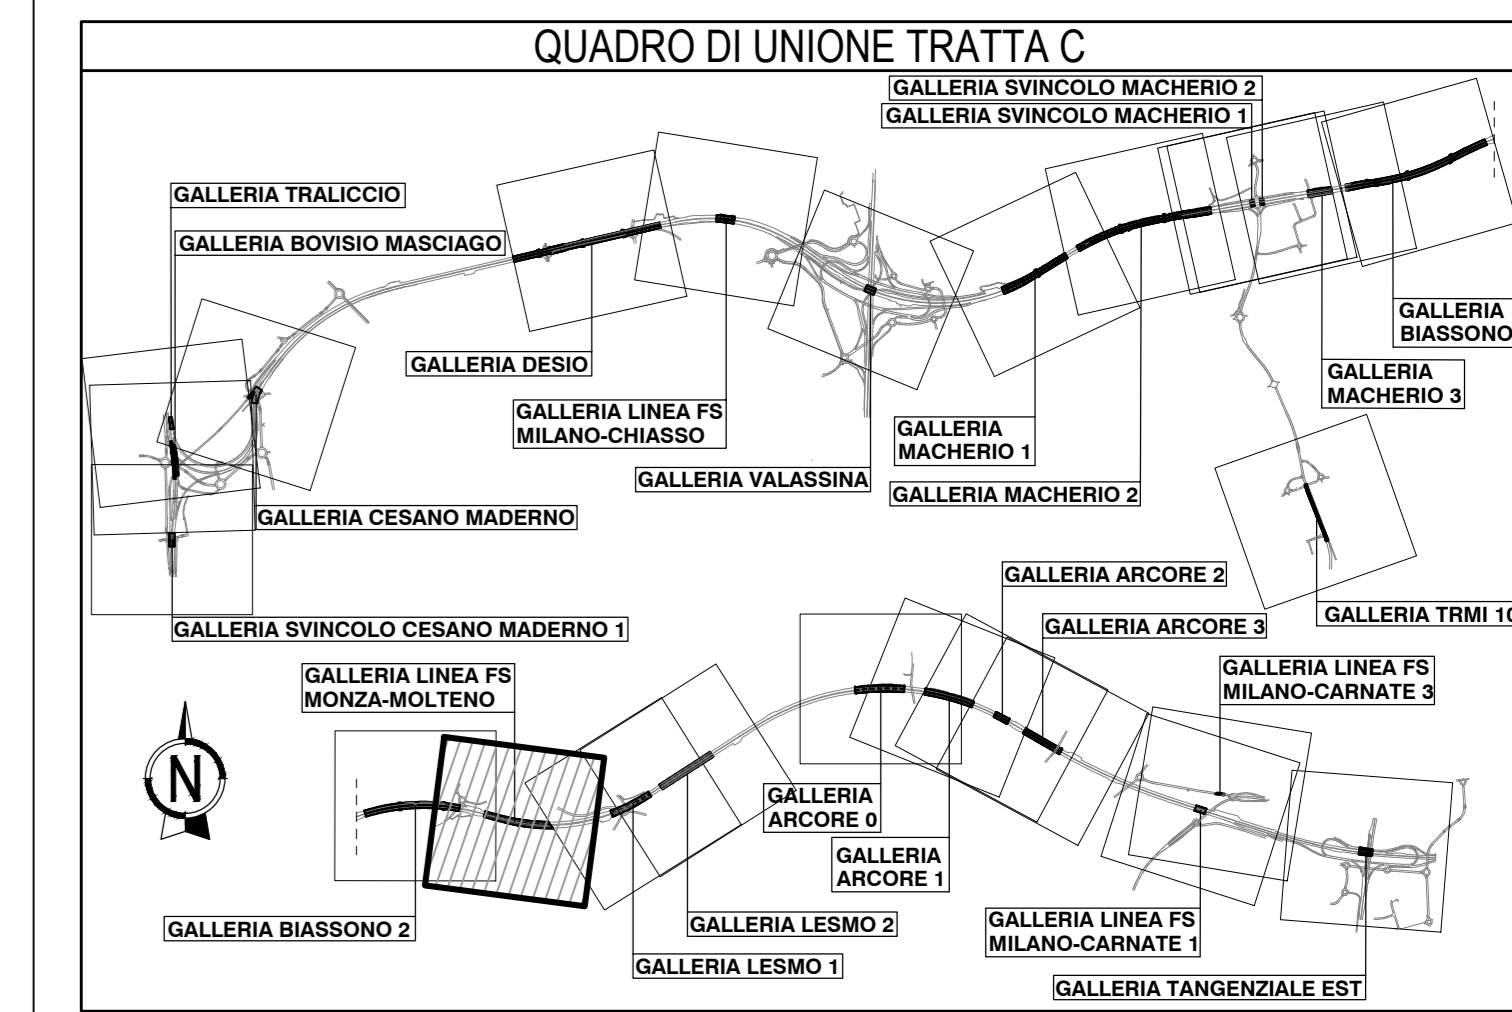 QUADRO DI UNIONE TRATTA C
GALLERIA SVINCOLO MACHERIO 2
GALLERIA SVINCOLO MACHERIO 1
GALLERIA TRALICCIO
GALLERIA BOVISIO MASCIAGO
GALLERIA DESIO
GALLERIA LINEA FS
MILANO-CHIASSO
GALLERIA VALASSINA
GALLERIA
MACHERIO 1
GALLERIA MACHERIO 2
GALLERIA
BIASSONO
GALLERIA
MACHERIO 3
GALLERIA CESANO MADERNO
GALLERIA SVINCOLO CESANO MADERNO 1
GALLERIA TRMI 10
GALLERIA ARCORE 2
GALLERIA ARCORE 3
GALLERIA LINEA FS
MONZA-MOLTENO
GALLERIA LINEA FS
MILANO-CARNATE 3
N
GALLERIA
ARCORE 0
GALLERIA
ARCORE 1
GALLERIA BIASSONO 2
GALLERIA LESMO 2
GALLERIA LESMO 1
GALLERIA LINEA FS
MILANO-CARNATE 1
GALLERIA TANGENZIALE EST